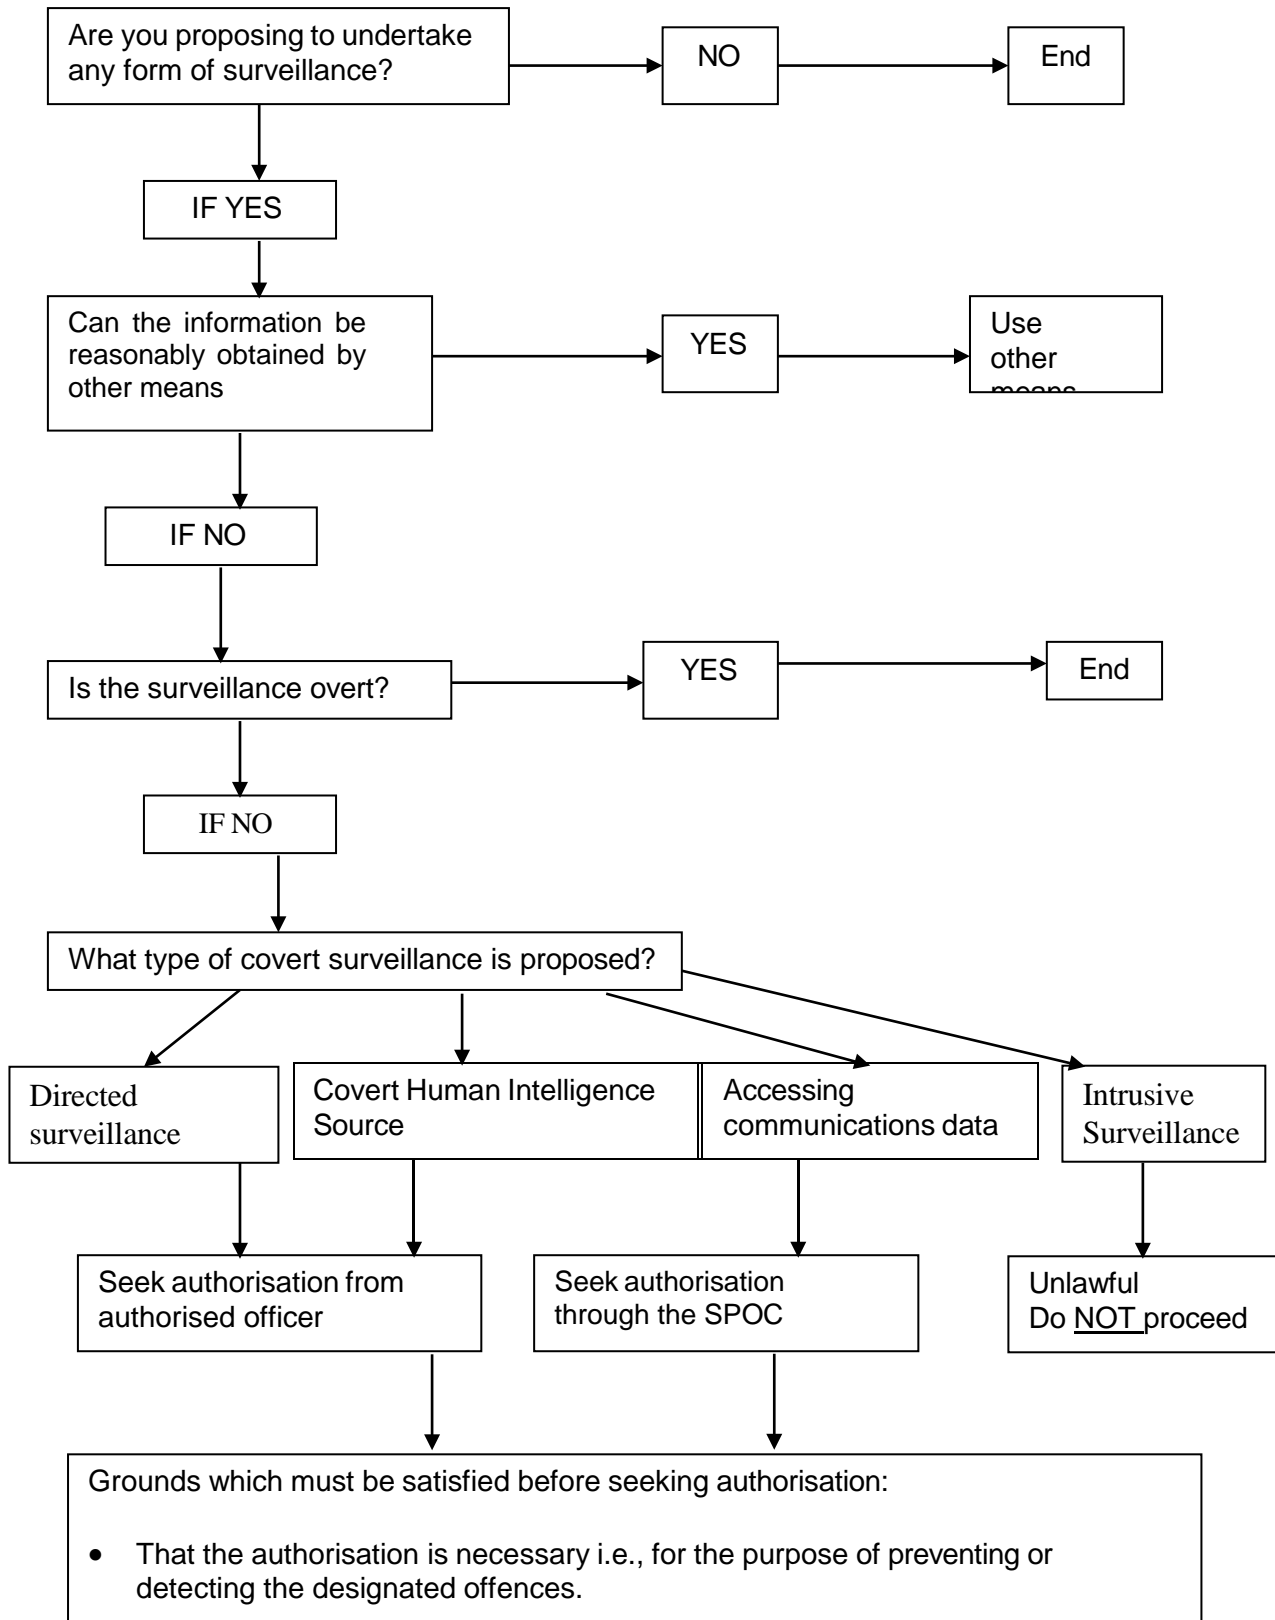 Are you proposing to undertake
any form of surveillance?
NO
End
IF YES
Can the information be
reasonably obtained by
other means
YES
Use
other
means
IF NO
Is the surveillance overt?
YES
End
IF NO
What type of covert surveillance is proposed?
Directed
surveillance
Covert Human Intelligence
Source
Accessing
communications data
Intrusive
Surveillance
Seek authorisation from
authorised officer
Seek authorisation
through the SPOC
Unlawful
Do NOT proceed
Grounds which must be satisfied before seeking authorisation:
• That the authorisation is necessary i.e., for the purpose of preventing or
detecting the designated offences.